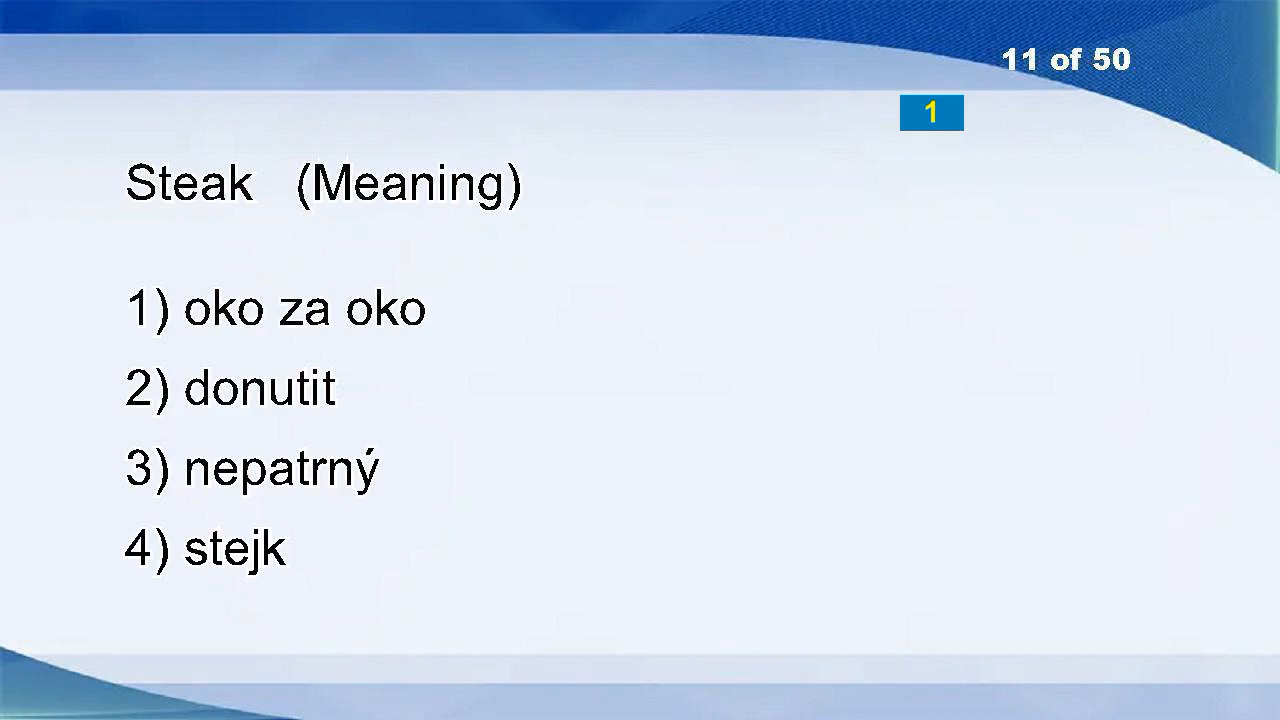 11 of 50
1
Steak (Meaning)
1) oko za oko
2) donutit
3) nepatrný
4) stejk